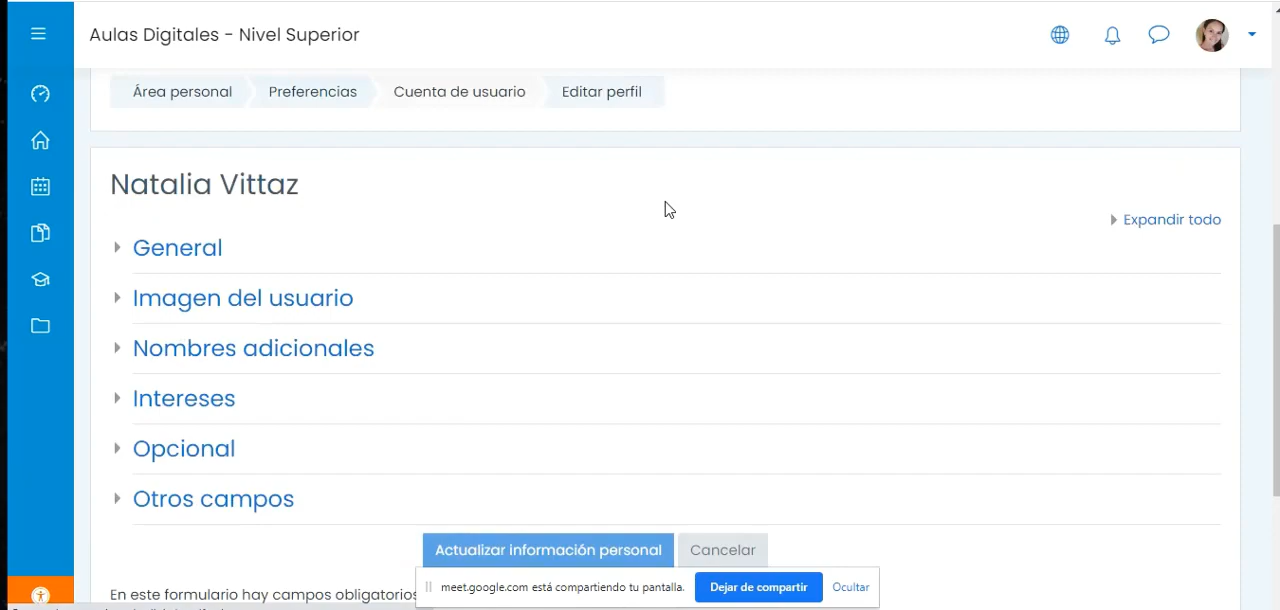 Aulas Digitales - Nivel Superior
Área personal Preferencias Cuenta de usuario Editar perfil
Natalia Vittaz
Expandir todo
General
Imagen del usuario
Nombres adicionales
Intereses
Opcional
Otros campos
Actualizar información personal Cancelar
meet.google.com está compartiendo tu pantalla. Dejar de compartir Ocultar
En este formulario hay campos obligatorios